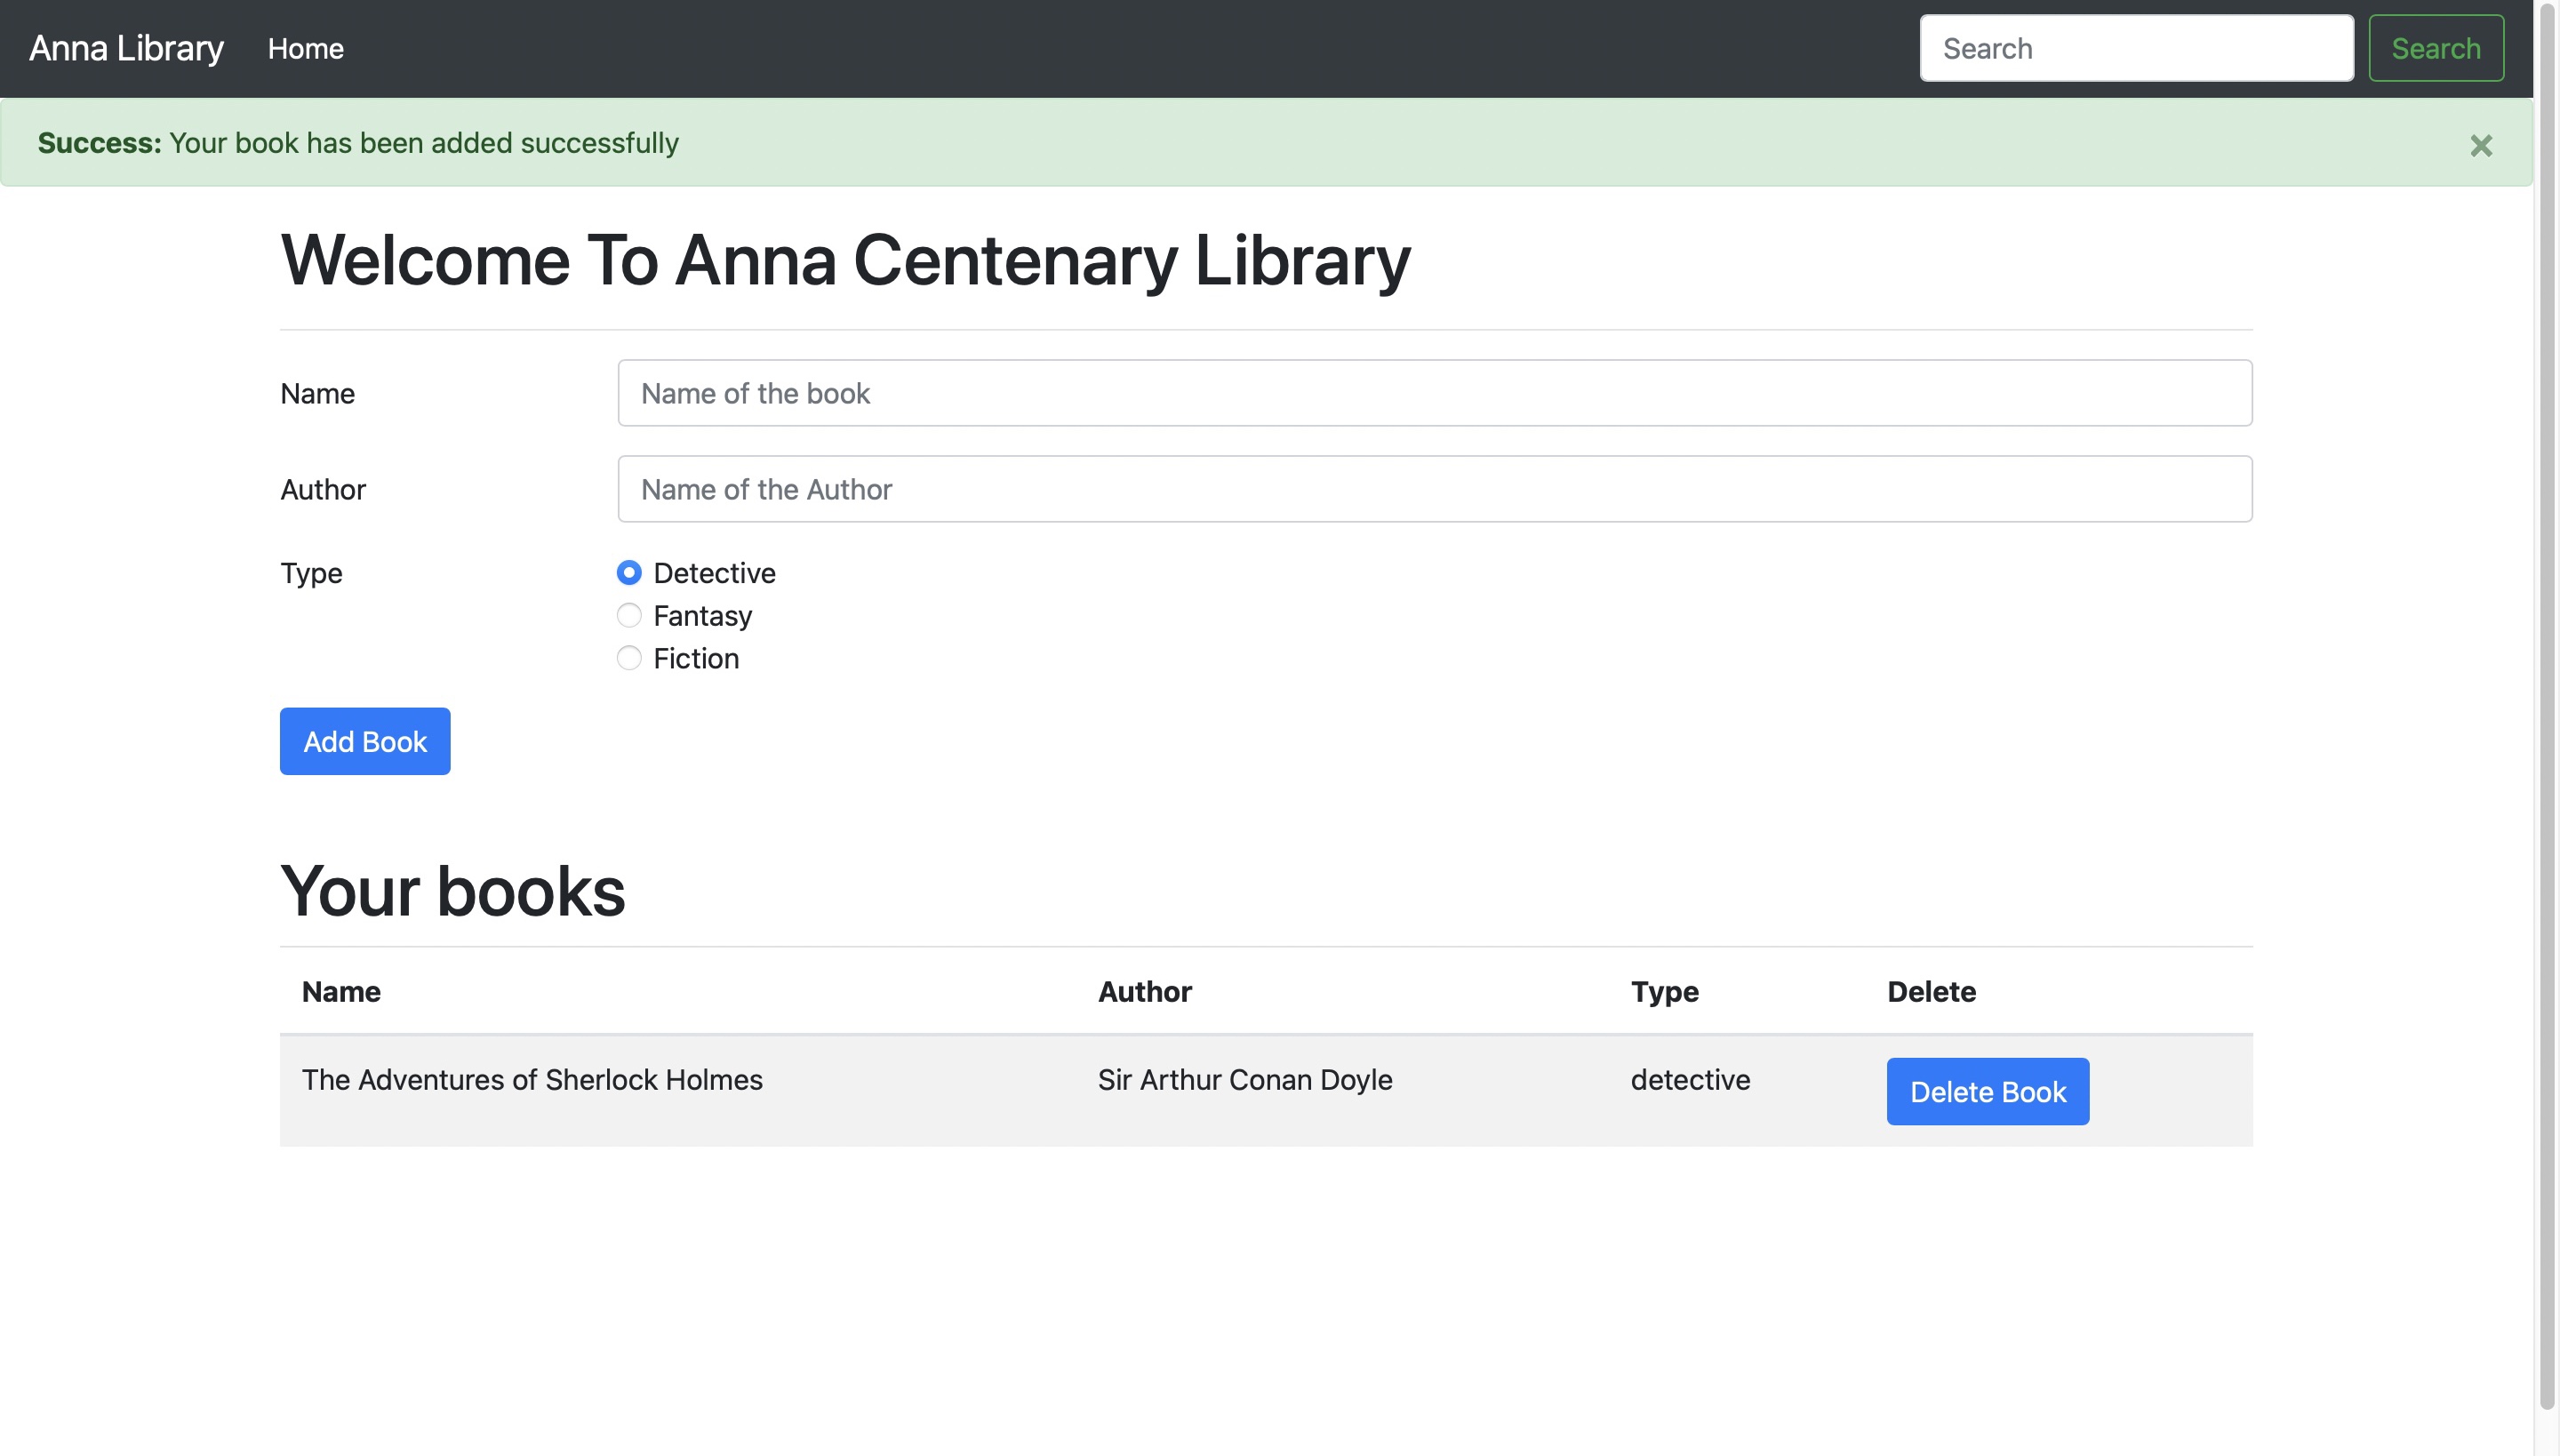 Anna Library Home Search Search
Success: Your book has been added successfully ×
Welcome To Anna Centenary Library
Name Name of the book
Author Name of the Author
Type Detective
Fantasy
Fiction
Add Book
Your books
Name Author Type Delete
The Adventures of Sherlock Holmes Sir Arthur Conan Doyle detective Delete Book